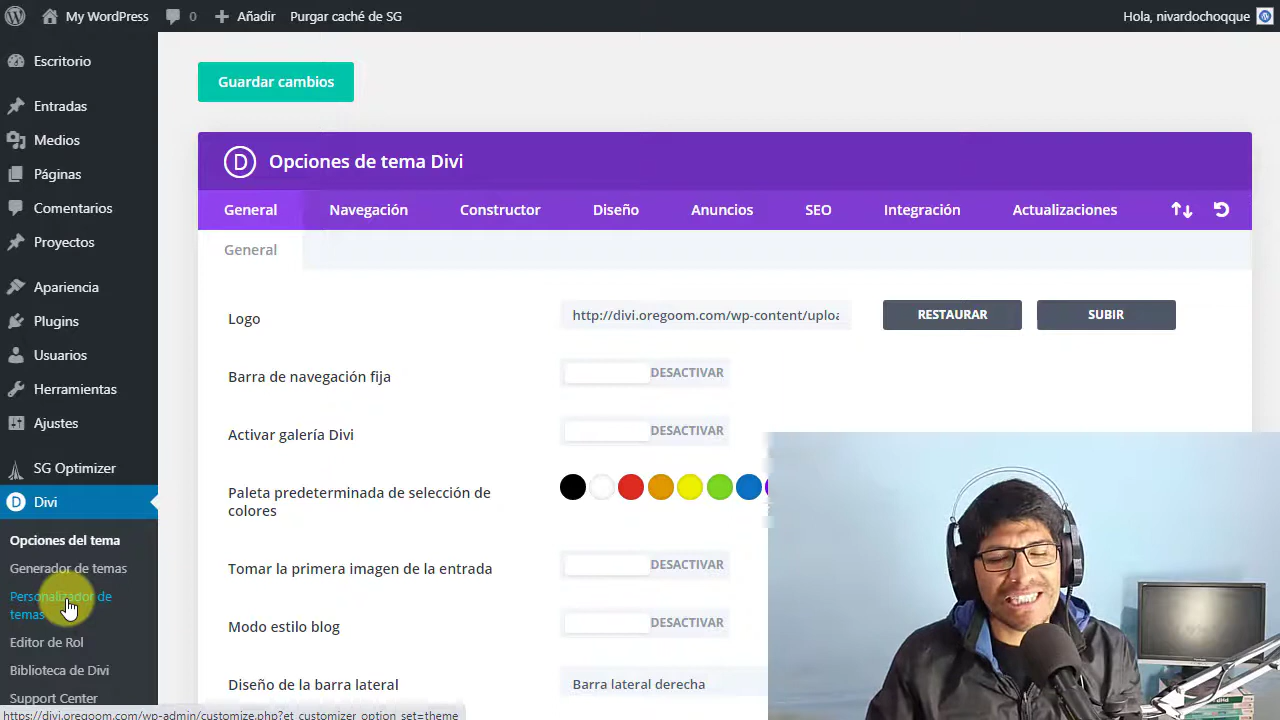 My WordPress
0
Añadir
Purgar caché de SG
Hola, nivardochoqque
Escritorio
Entradas
Medios
Páginas
Comentarios
Proyectos
Apariencia
Plugins
Usuarios
Herramientas
Ajustes
SG Optimizer
D
Divi
Opciones del tema
Generador de temas
Personalizador de
temas
Editor de Rol
Biblioteca de Divi
Support Center
Guardar cambios
D
Opciones de tema Divi
General
Navegación
Constructor
Diseño
Anuncios
SEO
Integración
Actualizaciones
General
Logo
http://divi.oregoom.com/wp-content/uploa
RESTAURAR
SUBIR
Barra de navegación fija
DESACTIVAR
Activar galería Divi
DESACTIVAR
Paleta predeterminada de selección de
colores
Tomar la primera imagen de la entrada
DESACTIVAR
Modo estilo blog
DESACTIVAR
Diseño de la barra lateral
Barra lateral derecha
https://divi.oregoom.com/wp-admin/customize.php?et_customizer_option_set=theme